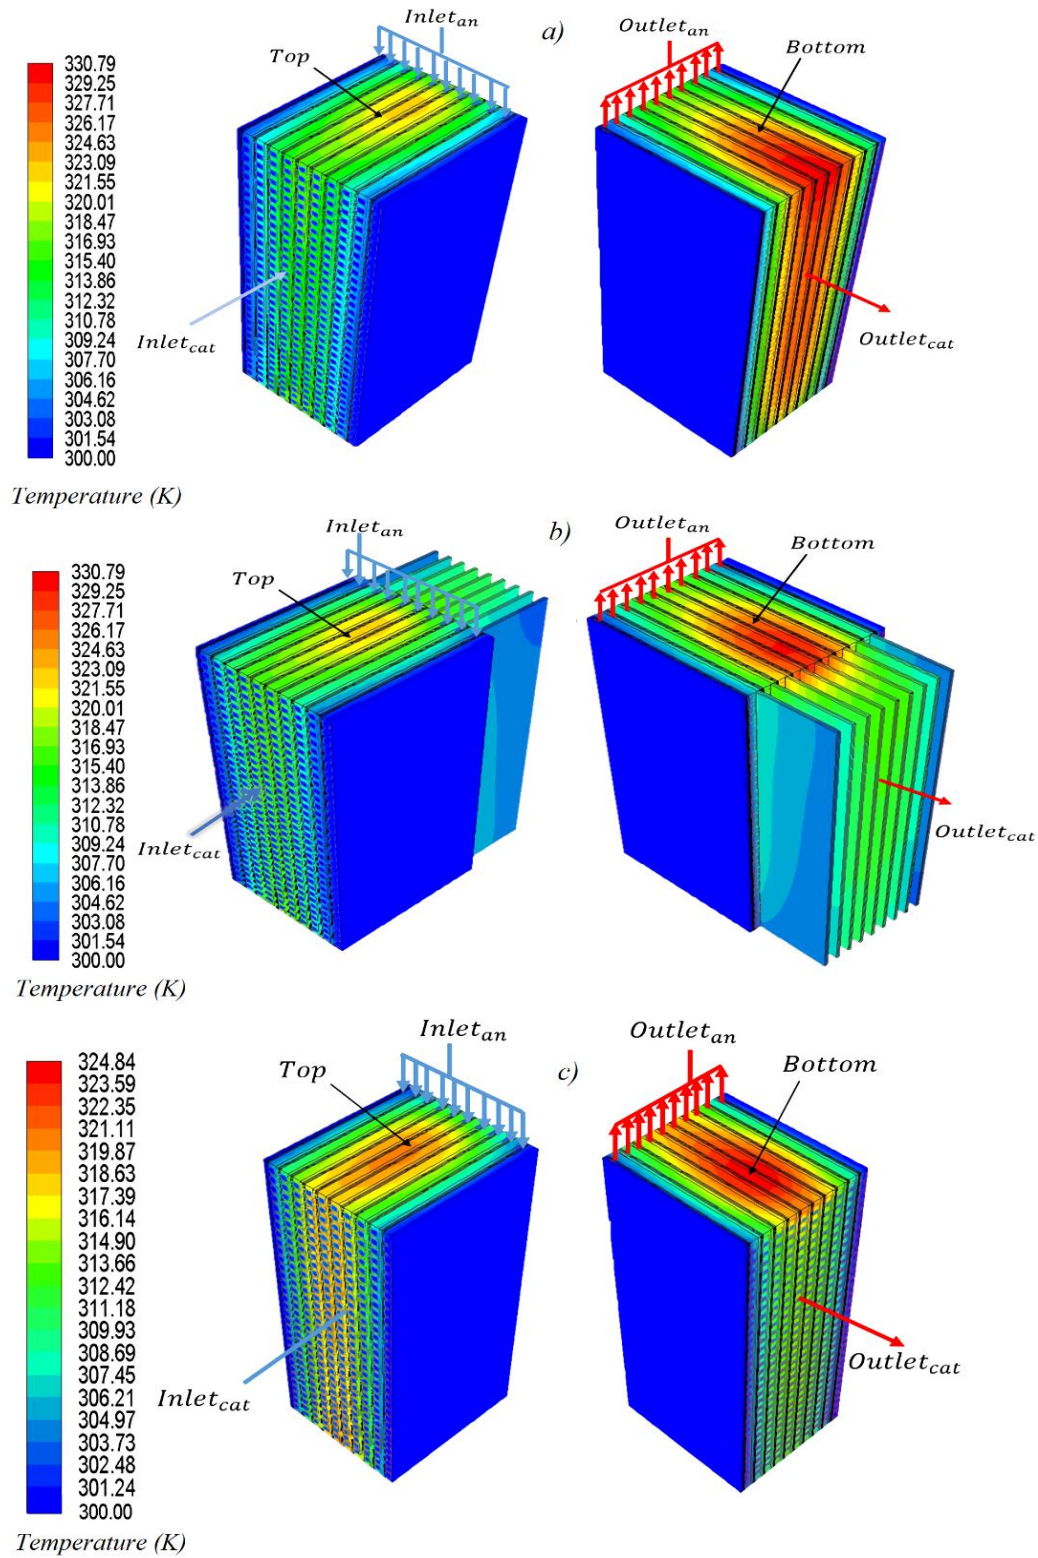 a)
Inlet_an
Top
Inlet_cat
Outlet_an
Bottom
Outlet_cat
330.79
329.25
327.71
326.17
324.63
323.09
321.55
320.01
318.47
316.93
315.40
313.86
312.32
310.78
309.24
307.70
306.16
304.62
303.08
301.54
300.00
Temperature (K)
b)
Inlet_an
Top
Inlet_cat
Outlet_an
Bottom
Outlet_cat
330.79
329.25
327.71
326.17
324.63
323.09
321.55
320.01
318.47
316.93
315.40
313.86
312.32
310.78
309.24
307.70
306.16
304.62
303.08
301.54
300.00
Temperature (K)
c)
Inlet_an
Top
Inlet_cat
Outlet_an
Bottom
Outlet_cat
324.84
323.59
322.35
321.11
319.87
318.63
317.39
316.14
314.90
313.66
312.42
311.18
309.93
308.69
307.45
306.21
304.97
303.73
302.48
301.24
300.00
Temperature (K)